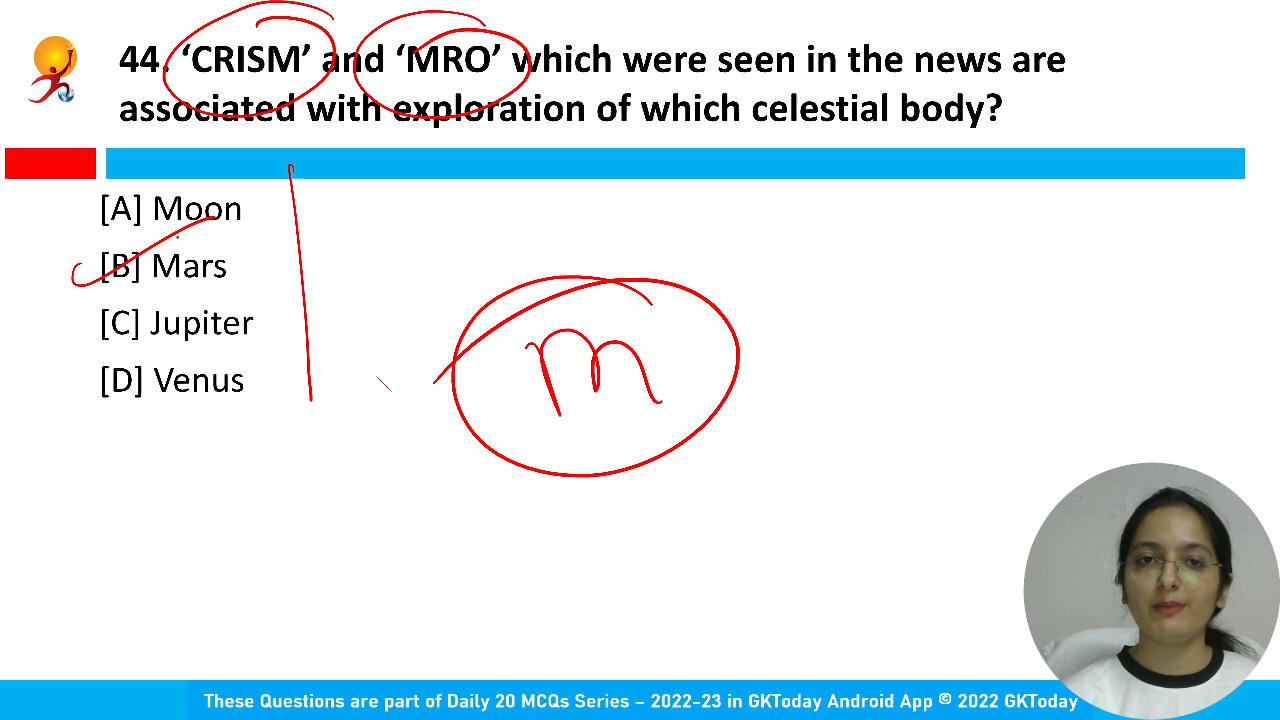 44. ‘CRISM’ and ‘MRO’ which were seen in the news are
associated with exploration of which celestial body?
[A] Moon
[B] Mars
[C] Jupiter
[D] Venus
m
These Questions are part of Daily 20 MCQs Series – 2022-23 in GKToday Android App © 2022 GKToday